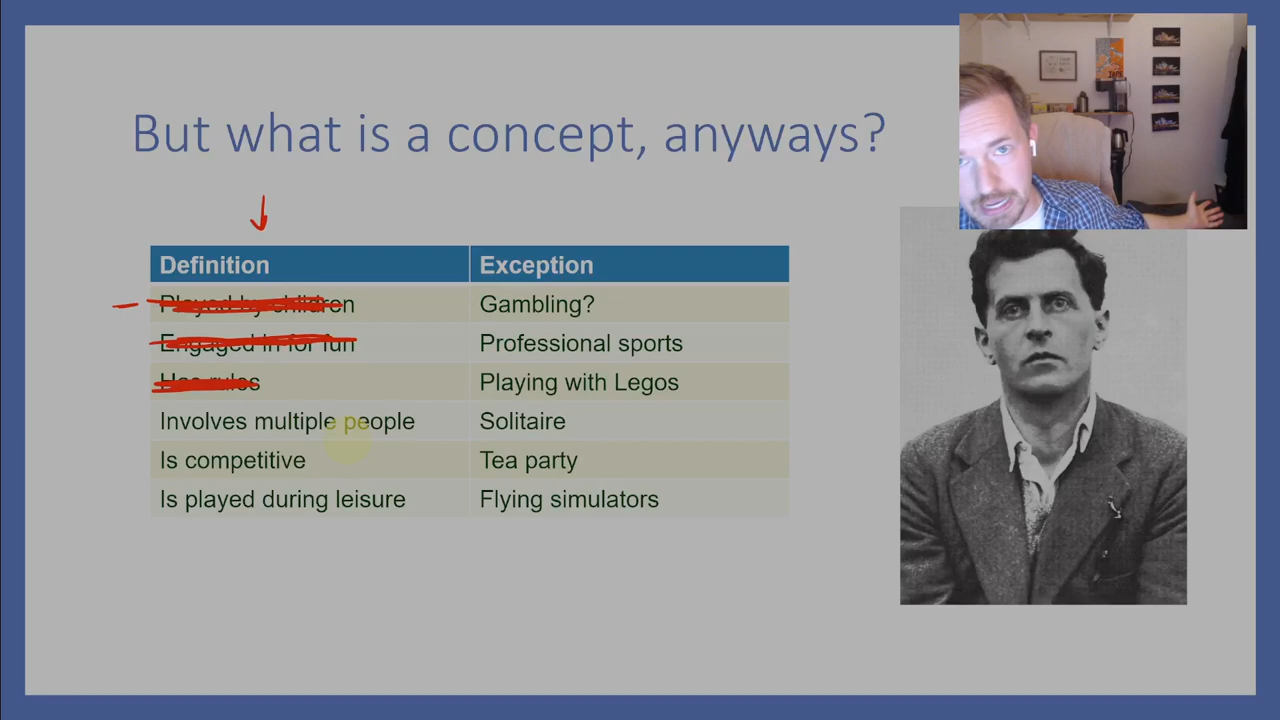 But what is a concept, anyways?
Definition Exception
Played by children Gambling?
Engaged in for fun Professional sports
Has rules Playing with Legos
Involves multiple people Solitaire
Is competitive Tea party
Is played during leisure Flying simulators